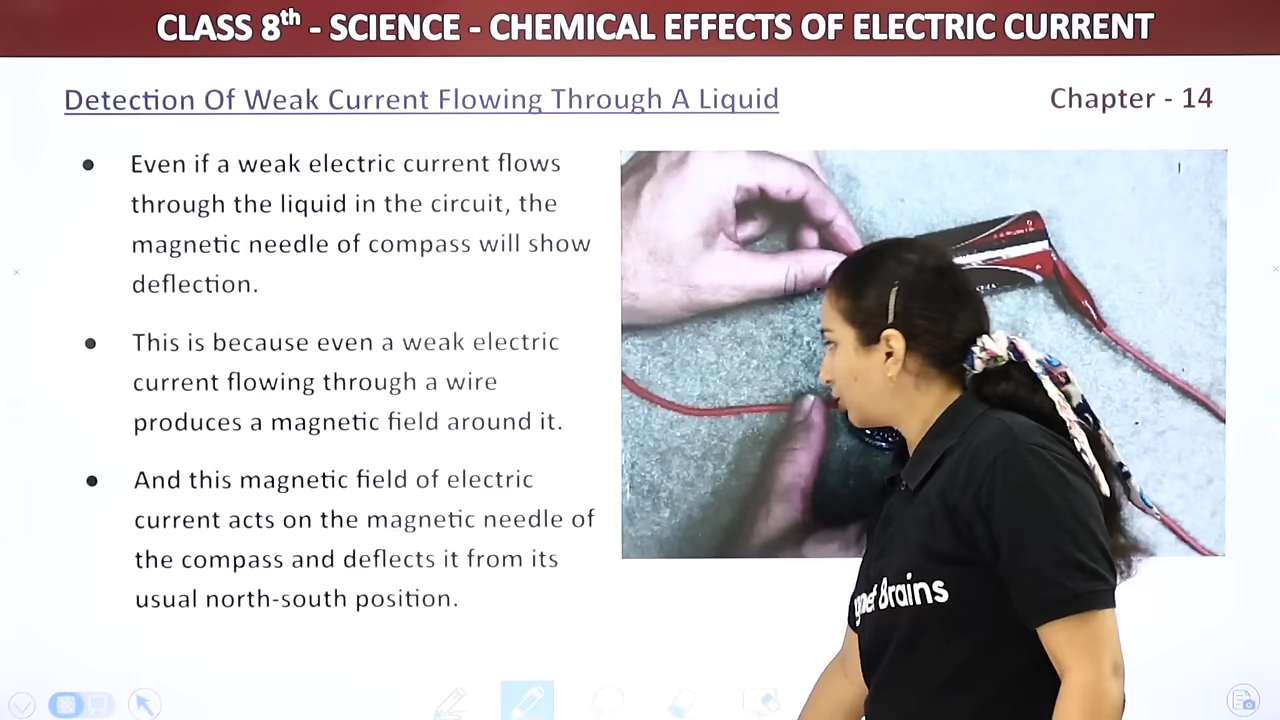 CLASS 8th - SCIENCE - CHEMICAL EFFECTS OF ELECTRIC CURRENT
Detection Of Weak Current Flowing Through A Liquid
Chapter - 14
Even if a weak electric current flows
through the liquid in the circuit, the
magnetic needle of compass will show
deflection.
This is because even a weak electric
current flowing through a wire
produces a magnetic field around it.
And this magnetic field of electric
current acts on the magnetic needle of
the compass and deflects it from its
usual north-south position.
Brains